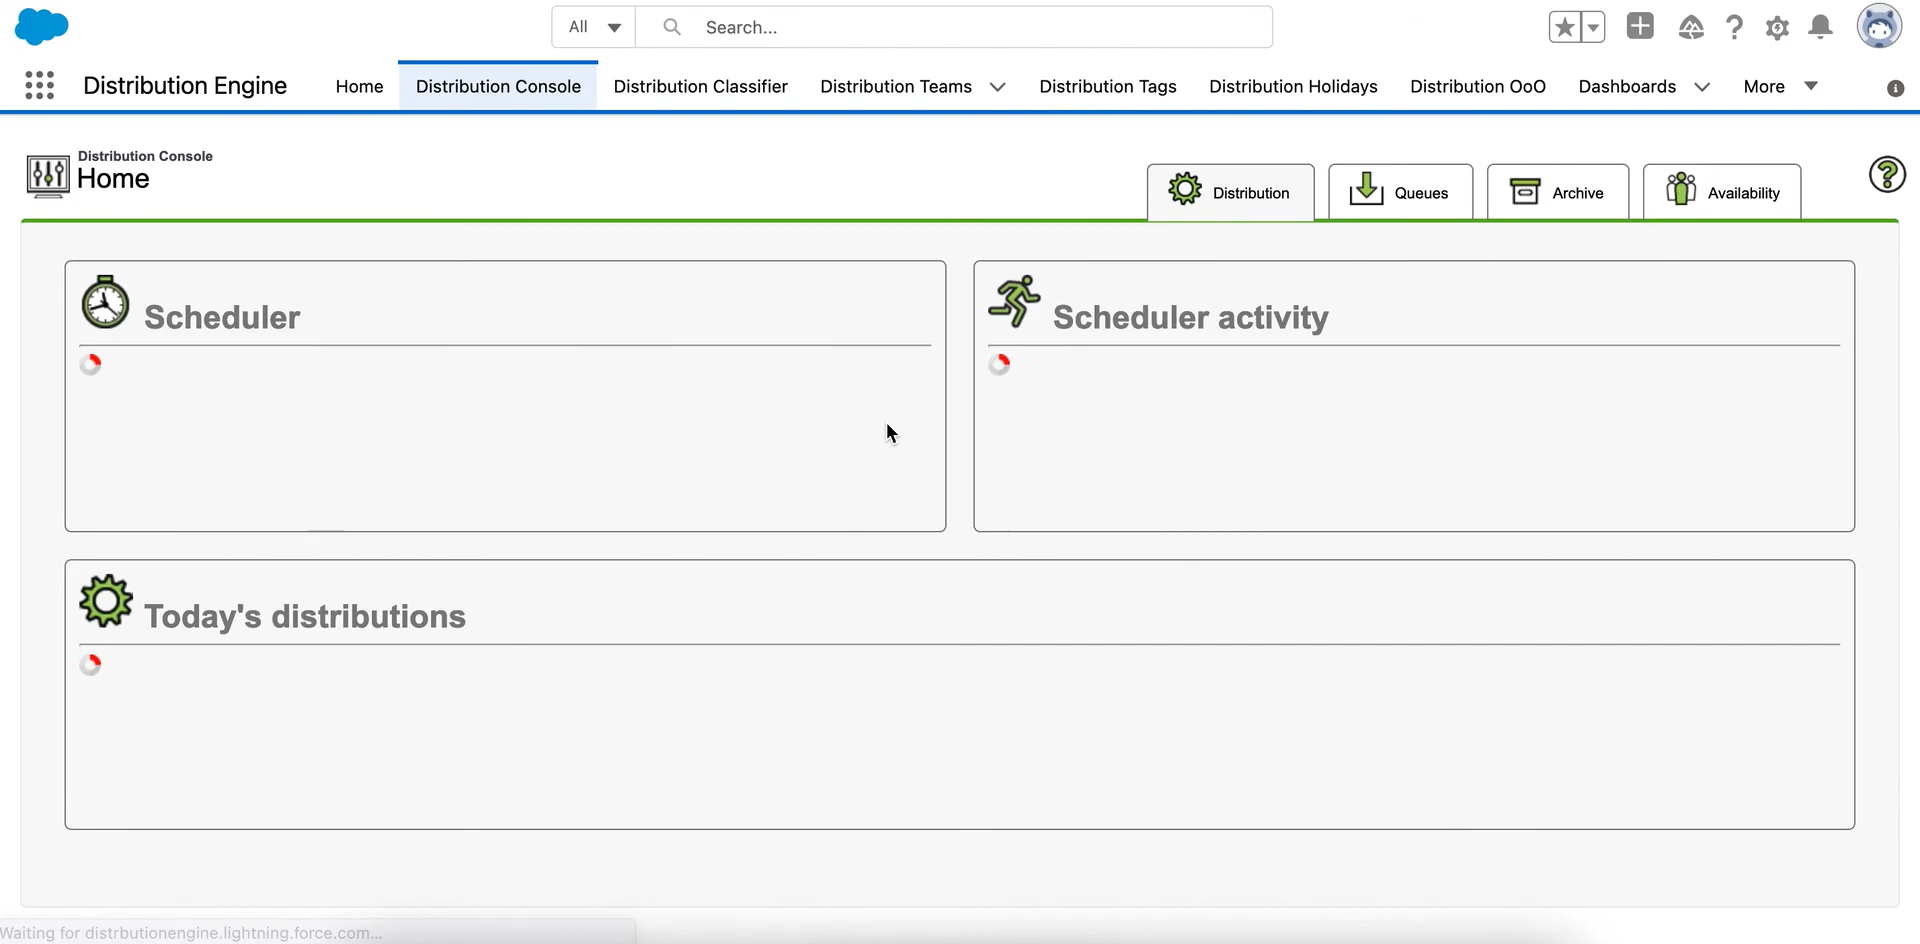 All
Search...
Distribution Engine
Home
Distribution Console
Distribution Classifier
Distribution Teams
Distribution Tags
Distribution Holidays
Distribution OoO
Dashboards
More
Distribution Console
Home
Distribution
Queues
Archive
Availability
Scheduler
Scheduler activity
Today's distributions
Waiting for distrbutionengine.lightning.force.com...